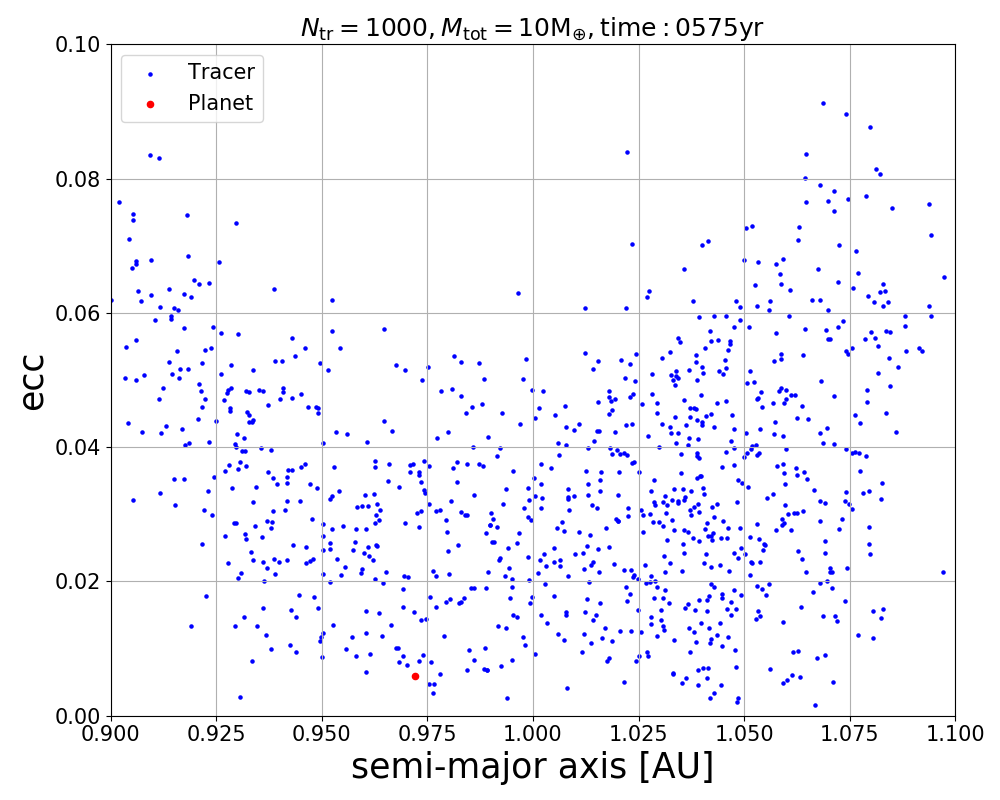 N_tr = 1000, M_tot = 10M_⊕, time : 0575yr
Tracer
Planet
ecc
0.10
0.08
0.06
0.04
0.02
0.00
0.900 0.925 0.950 0.975 1.000 1.025 1.050 1.075 1.100
semi-major axis [AU]